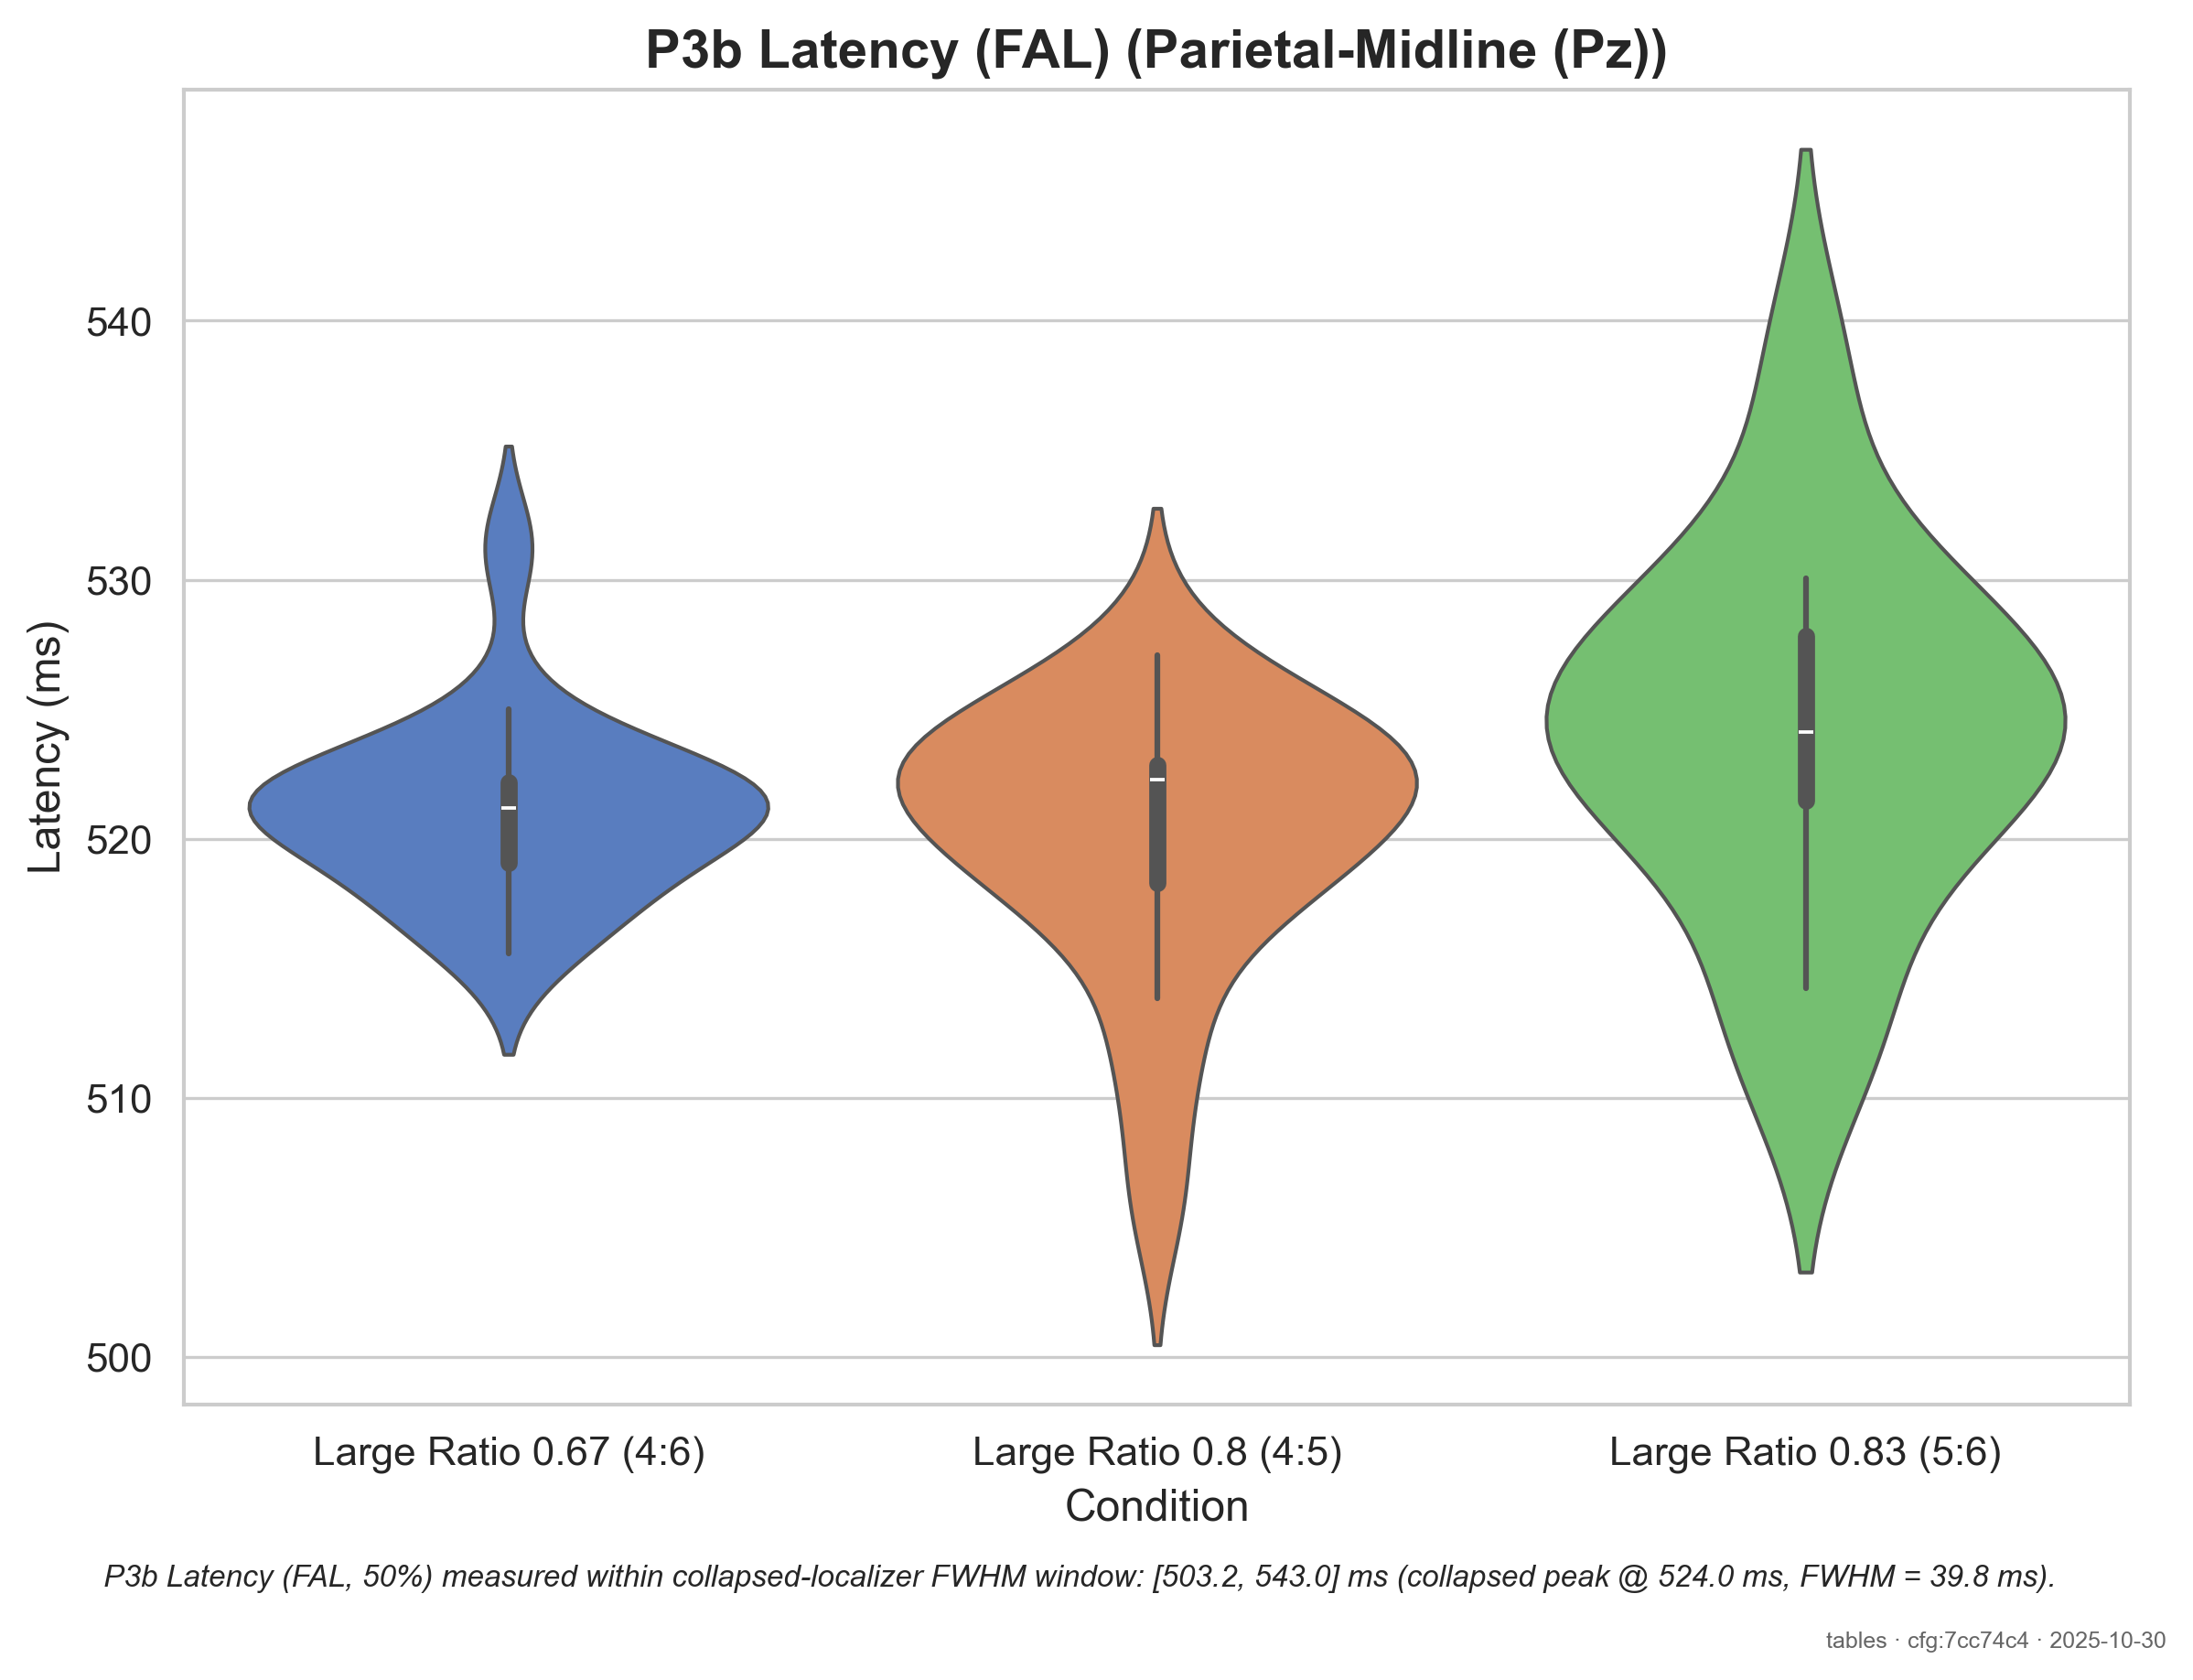 P3b Latency (FAL) (Parietal-Midline (Pz))
Latency (ms)
540
530
520
510
500
Large Ratio 0.67 (4:6)
Large Ratio 0.8 (4:5)
Large Ratio 0.83 (5:6)
Condition
P3b Latency (FAL, 50%) measured within collapsed-localizer FWHM window: [503.2, 543.0] ms (collapsed peak @ 524.0 ms, FWHM = 39.8 ms).
tables · cfg:7cc74c4 · 2025-10-30